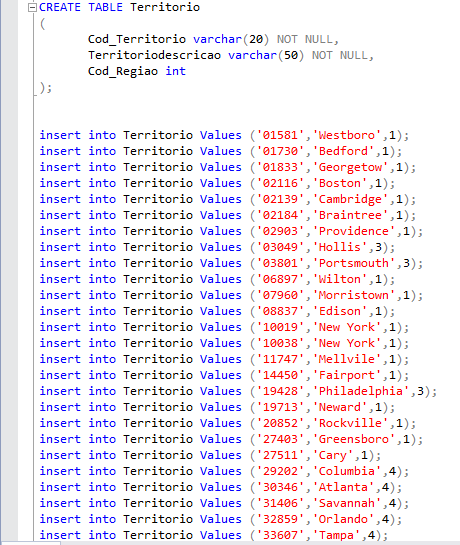 CREATE TABLE Territorio
(
Cod_Territorio varchar(20) NOT NULL,
Territoriodescricao varchar(50) NOT NULL,
Cod_Regiao int
);
insert into Territorio Values ('01581','Westboro',1);
insert into Territorio Values ('01730','Bedford',1);
insert into Territorio Values ('01833','Georgetow',1);
insert into Territorio Values ('02116','Boston',1);
insert into Territorio Values ('02139','Cambridge',1);
insert into Territorio Values ('02184','Braintree',1);
insert into Territorio Values ('02903','Providence',1);
insert into Territorio Values ('03049','Hollis',3);
insert into Territorio Values ('03801','Portsmouth',3);
insert into Territorio Values ('06897','Wilton',1);
insert into Territorio Values ('07960','Morristown',1);
insert into Territorio Values ('08837','Edison',1);
insert into Territorio Values ('10019','New York',1);
insert into Territorio Values ('10038','New York',1);
insert into Territorio Values ('11747','Mellvile',1);
insert into Territorio Values ('14450','Fairport',1);
insert into Territorio Values ('19428','Philadelphia',3);
insert into Territorio Values ('19713','Neward',1);
insert into Territorio Values ('20852','Rockville',1);
insert into Territorio Values ('27403','Greensboro',1);
insert into Territorio Values ('27511','Cary',1);
insert into Territorio Values ('29202','Columbia',4);
insert into Territorio Values ('30346','Atlanta',4);
insert into Territorio Values ('31406','Savannah',4);
insert into Territorio Values ('32859','Orlando',4);
insert into Territorio Values ('33607','Tampa',4);